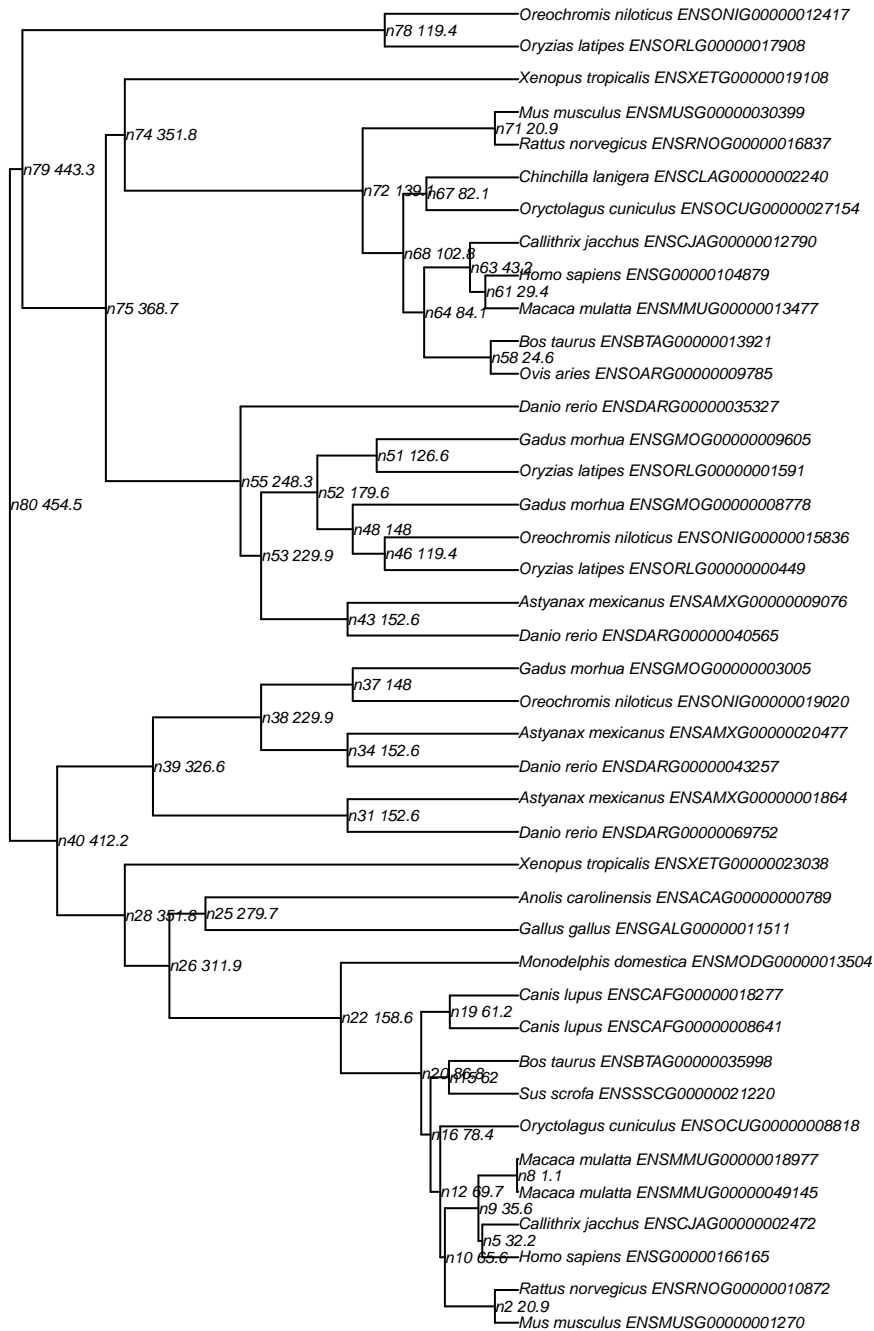 Oreochromis niloticus ENSONIG00000012417
n78 119.4
Oryzias latipes ENSORLG00000017908
Xenopus tropicalis ENSXETG00000019108
Mus musculus ENSMUSG00000030399
n74 351.8
n71 20.9
Rattus norvegicus ENSRNOG00000016837
n79 443.3
Chinchilla lanigera ENSCLAG00000002240
n72 139.1
n67 82.1
Oryctolagus cuniculus ENSOCUG00000027154
Callithrix jacchus ENSCJAG00000012790
n68 102.8
n63 43.2
Homo sapiens ENSG00000104879
n61 29.4
Macaca mulatta ENSMMUG00000013477
n75 368.7
n64 84.1
Bos taurus ENSBTAG00000013921
n58 24.6
Ovis aries ENSOARG00000009785
Danio rerio ENSDARG00000035327
Gadus morhua ENSGMOG00000009605
n51 126.6
Oryzias latipes ENSORLG00000001591
n55 248.3
n52 179.6
Gadus morhua ENSGMOG00000008778
n80 454.5
n48 148
Oreochromis niloticus ENSONIG00000015836
n53 229.9
n46 119.4
Oryzias latipes ENSORLG00000000449
Astyanax mexicanus ENSAMXG00000009076
n43 152.6
Danio rerio ENSDARG00000040565
Gadus morhua ENSGMOG00000003005
n37 148
Oreochromis niloticus ENSONIG00000019020
n38 229.9
Astyanax mexicanus ENSAMXG00000020477
n34 152.6
n39 326.6
Danio rerio ENSDARG00000043257
Astyanax mexicanus ENSAMXG00000001864
n31 152.6
Danio rerio ENSDARG00000069752
n40 412.2
Xenopus tropicalis ENSXETG00000023038
Anolis carolinensis ENSACAG00000000789
n28 351.8
n25 279.7
Gallus gallus ENSGALG00000011511
n26 311.9
Monodelphis domestica ENSMODG00000013504
Canis lupus ENSCAFG00000018277
n22 158.6
n19 61.2
Canis lupus ENSCAFG00000008641
Bos taurus ENSBTAG00000035998
n20 86.8
n15 62
Sus scrofa ENSSSCG00000021220
Oryctolagus cuniculus ENSOCUG00000008818
n16 78.4
Macaca mulatta ENSMMUG00000018977
n8 1.1
n12 69.7
Macaca mulatta ENSMMUG00000049145
n9 35.6
Callithrix jacchus ENSCJAG00000002472
n5 32.2
n10 65.6
Homo sapiens ENSG00000166165
Rattus norvegicus ENSRNOG00000010872
n2 20.9
Mus musculus ENSMUSG00000001270